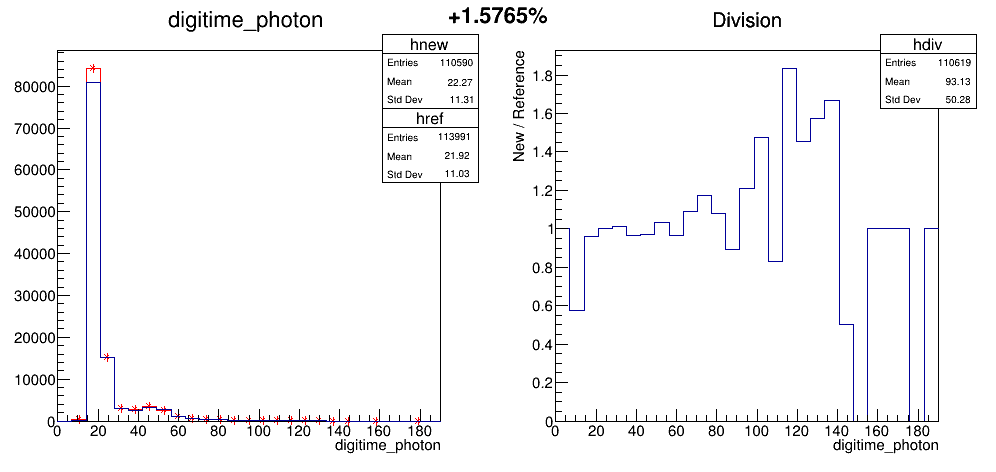 digitime_photon
+1.5765%
Division
hnew
Entries 110590
Mean 22.27
Std Dev 11.31
href
Entries 113991
Mean 21.92
Std Dev 11.03
80000
70000
60000
50000
40000
30000
20000
10000
0
0 20 40 60 80 100 120 140 160 180
digitime_photon
hdiv
Entries 110619
Mean 93.13
Std Dev 50.28
New / Reference
1.8
1.6
1.4
1.2
1
0.8
0.6
0.4
0.2
0
0 20 40 60 80 100 120 140 160 180
digitime_photon